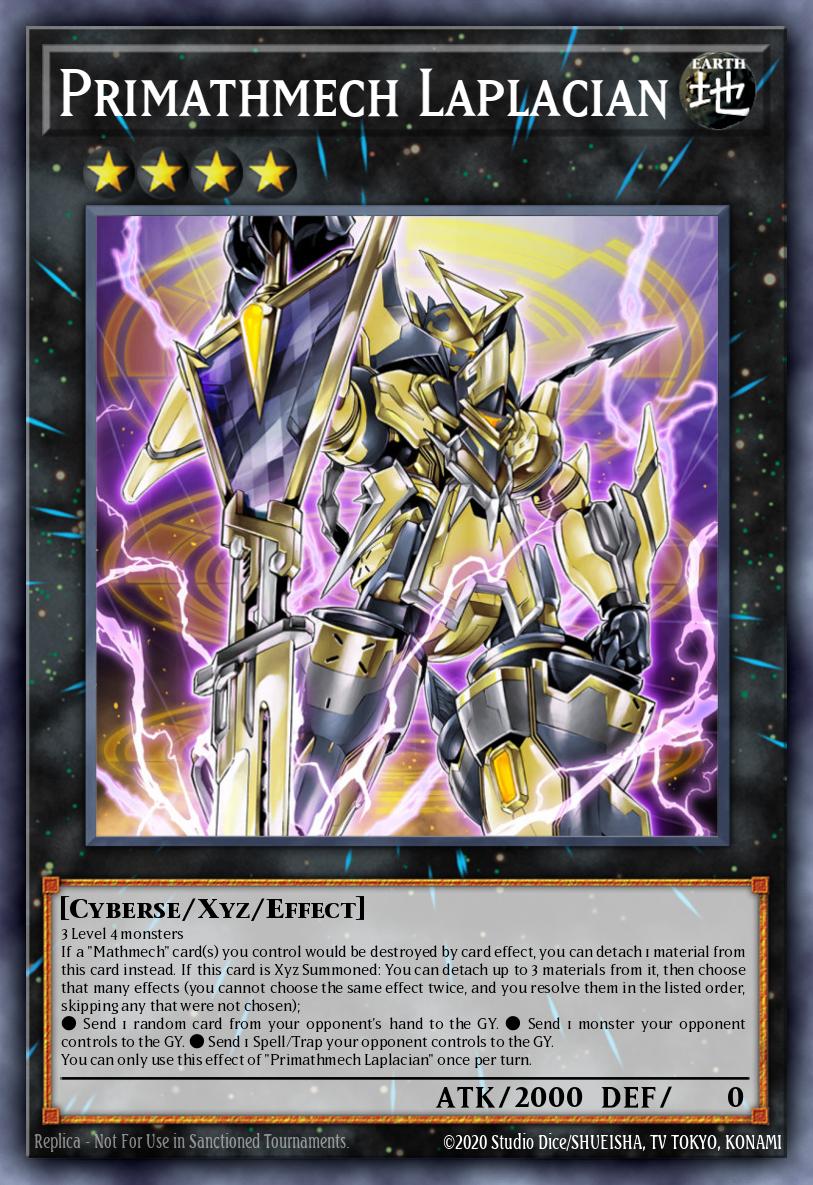 Primathmech Laplacian
EARTH
地
[Cyberse/Xyz/Effect]
3 Level 4 monsters
If a "Mathmech" card(s) you control would be destroyed by card effect, you can detach 1 material from
this card instead. If this card is Xyz Summoned: You can detach up to 3 materials from it, then choose
that many effects (you cannot choose the same effect twice, and you resolve them in the listed order,
skipping any that were not chosen);
● Send 1 random card from your opponent's hand to the GY. ● Send 1 monster your opponent
controls to the GY. ● Send 1 Spell/Trap your opponent controls to the GY.
You can only use this effect of "Primathmech Laplacian" once per turn.
ATK/2000 DEF/ 0
Replica - Not For Use in Sanctioned Tournaments.
©2020 Studio Dice/SHUEISHA, TV TOKYO, KONAMI